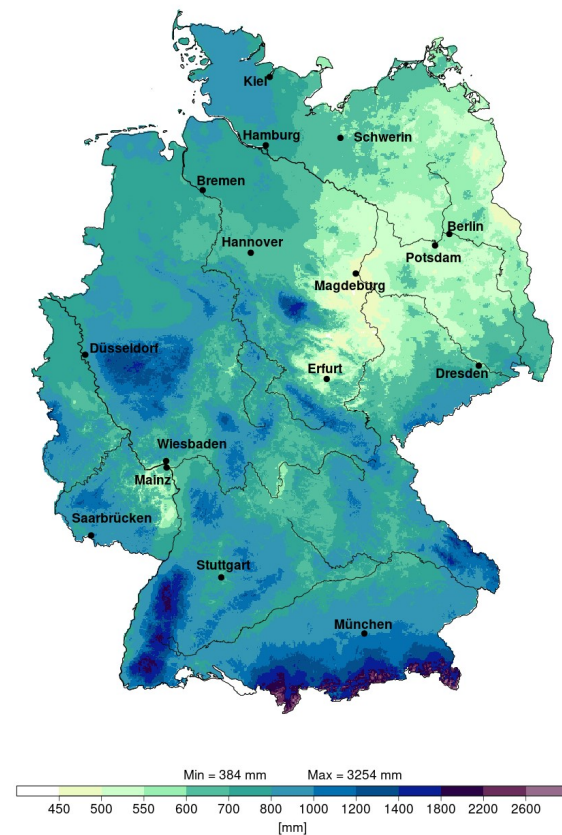 Kiel
Hamburg
Schwerin
Bremen
Berlin
Hannover
Potsdam
Magdeburg
Düsseldorf
Erfurt
Dresden
Wiesbaden
Mainz
Saarbrücken
Stuttgart
München
Min = 384 mm Max = 3254 mm
450 500 550 600 700 800 1000 1200 1400 1800 2200 2600
[mm]